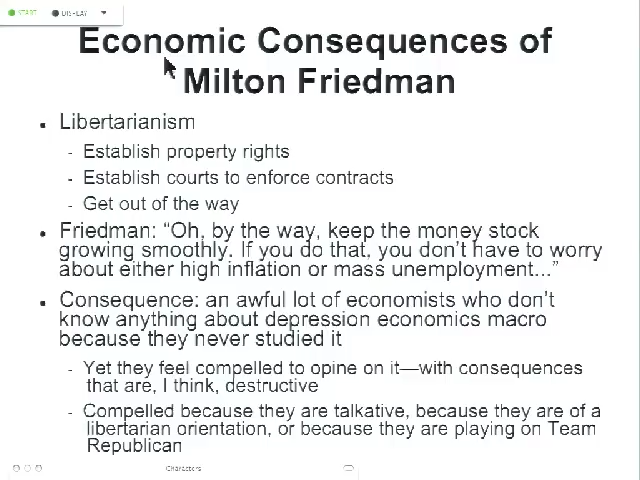 START DISPLAY
Economic Consequences of
Milton Friedman
• Libertarianism
- Establish property rights
- Establish courts to enforce contracts
- Get out of the way
• Friedman: “Oh, by the way, keep the money stock
growing smoothly. If you do that, you don’t have to worry
about either high inflation or mass unemployment...”
• Consequence: an awful lot of economists who don’t
know anything about depression economics macro
because they never studied it
- Yet they feel compelled to opine on it—with consequences
that are, I think, destructive
- Compelled because they are talkative, because they are of a
libertarian orientation, or because they are playing on Team
Republican
Characters